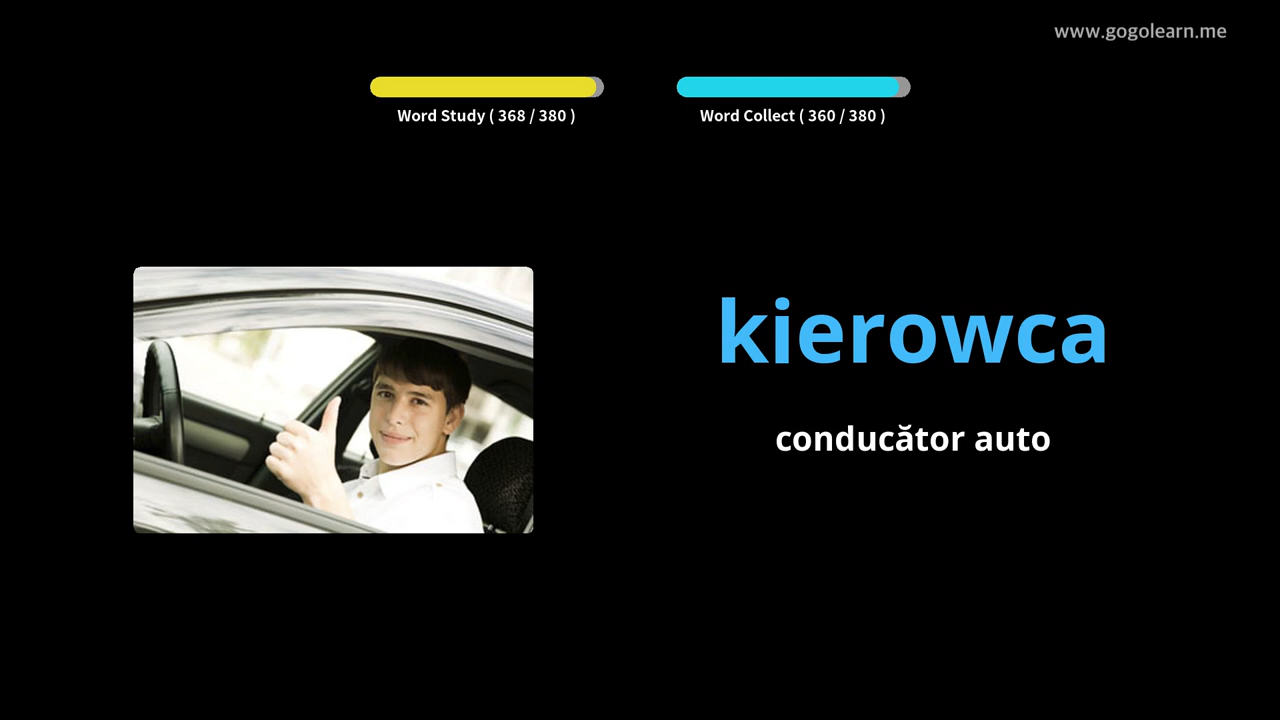 www.gogolearn.me
Word Study ( 368 / 380 )
Word Collect ( 360 / 380 )
kierowca
conducător auto